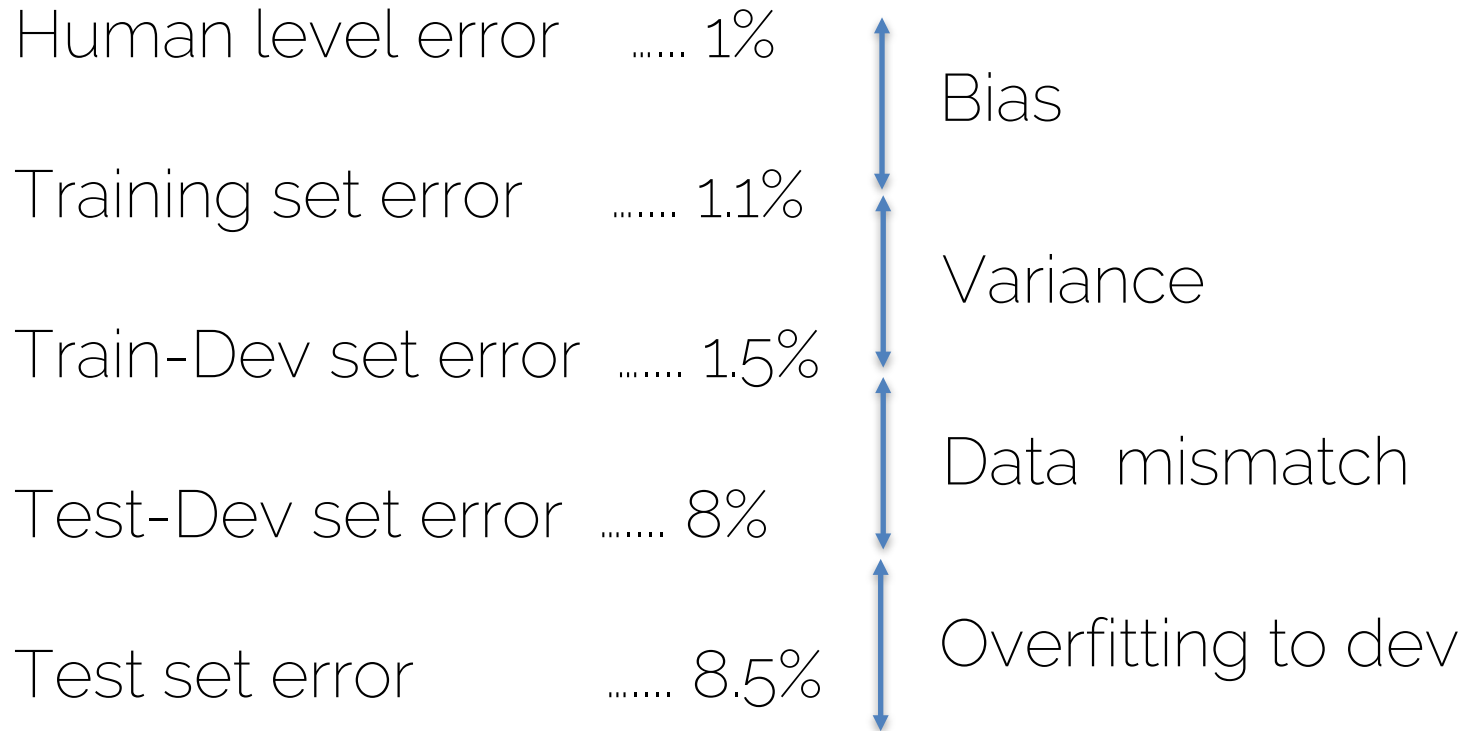 Human level error ...... 1%
Bias
Training set error ....... 1.1%
Variance
Train-Dev set error ....... 1.5%
Data mismatch
Test-Dev set error ....... 8%
Overfitting to dev
Test set error ....... 8.5%